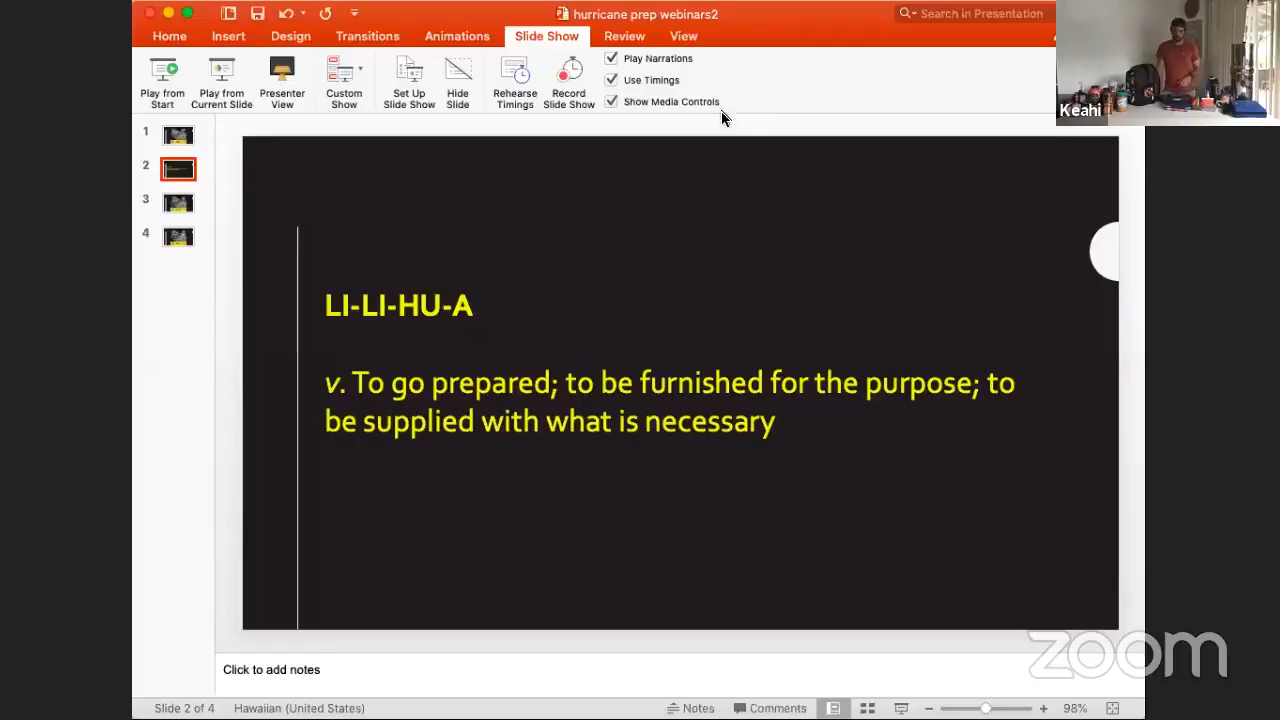 hurricane prep webinars2
Search in Presentation
Home Insert Design Transitions Animations Slide Show Review View
Play from Start
Play from Current Slide
Presenter View
Custom Show
Set Up Slide Show
Hide Slide
Rehearse Timings
Record Slide Show
Play Narrations
Use Timings
Show Media Controls
Keahi
1
2
3
4
LI-LI-HU-A
v. To go prepared; to be furnished for the purpose; to
be supplied with what is necessary
Click to add notes
zoom
Slide 2 of 4 Hawaiian (United States) Notes Comments 98%